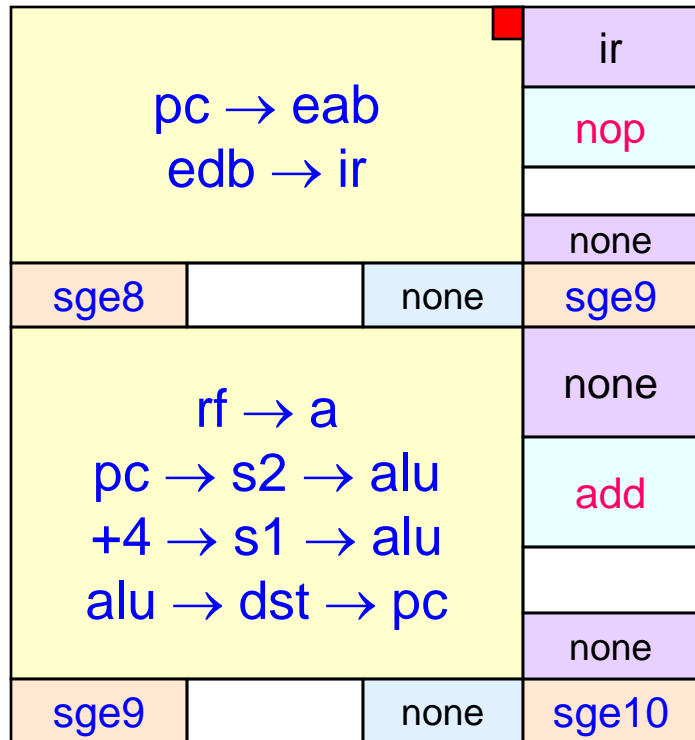 pc → eab
edb → ir
ir
nop
none
sge8
none
sge9
rf → a
pc → s2 → alu
+4 → s1 → alu
alu → dst → pc
none
add
none
sge9
none
sge10